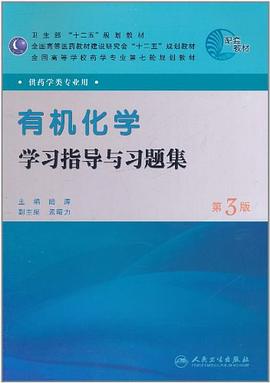 卫生部“十二五”规划教材
全国高等医药教材建设研究会“十二五”规划教材
全国高等学校药学专业第七轮规划教材
配套
教材
供药学类专业用
有机化学
学习指导与习题集
主编 陆涛
第3版
人民卫生出版社